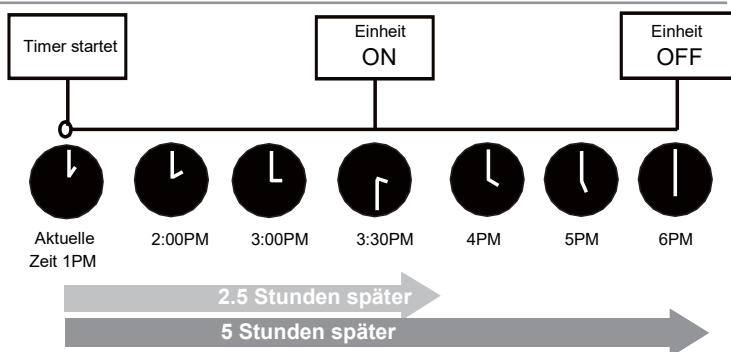 Timer startet
Einheit
ON
Einheit
OFF
Aktuelle
Zeit 1PM
2:00PM
3:00PM
3:30PM
4PM
5PM
6PM
2.5 Stunden später
5 Stunden später